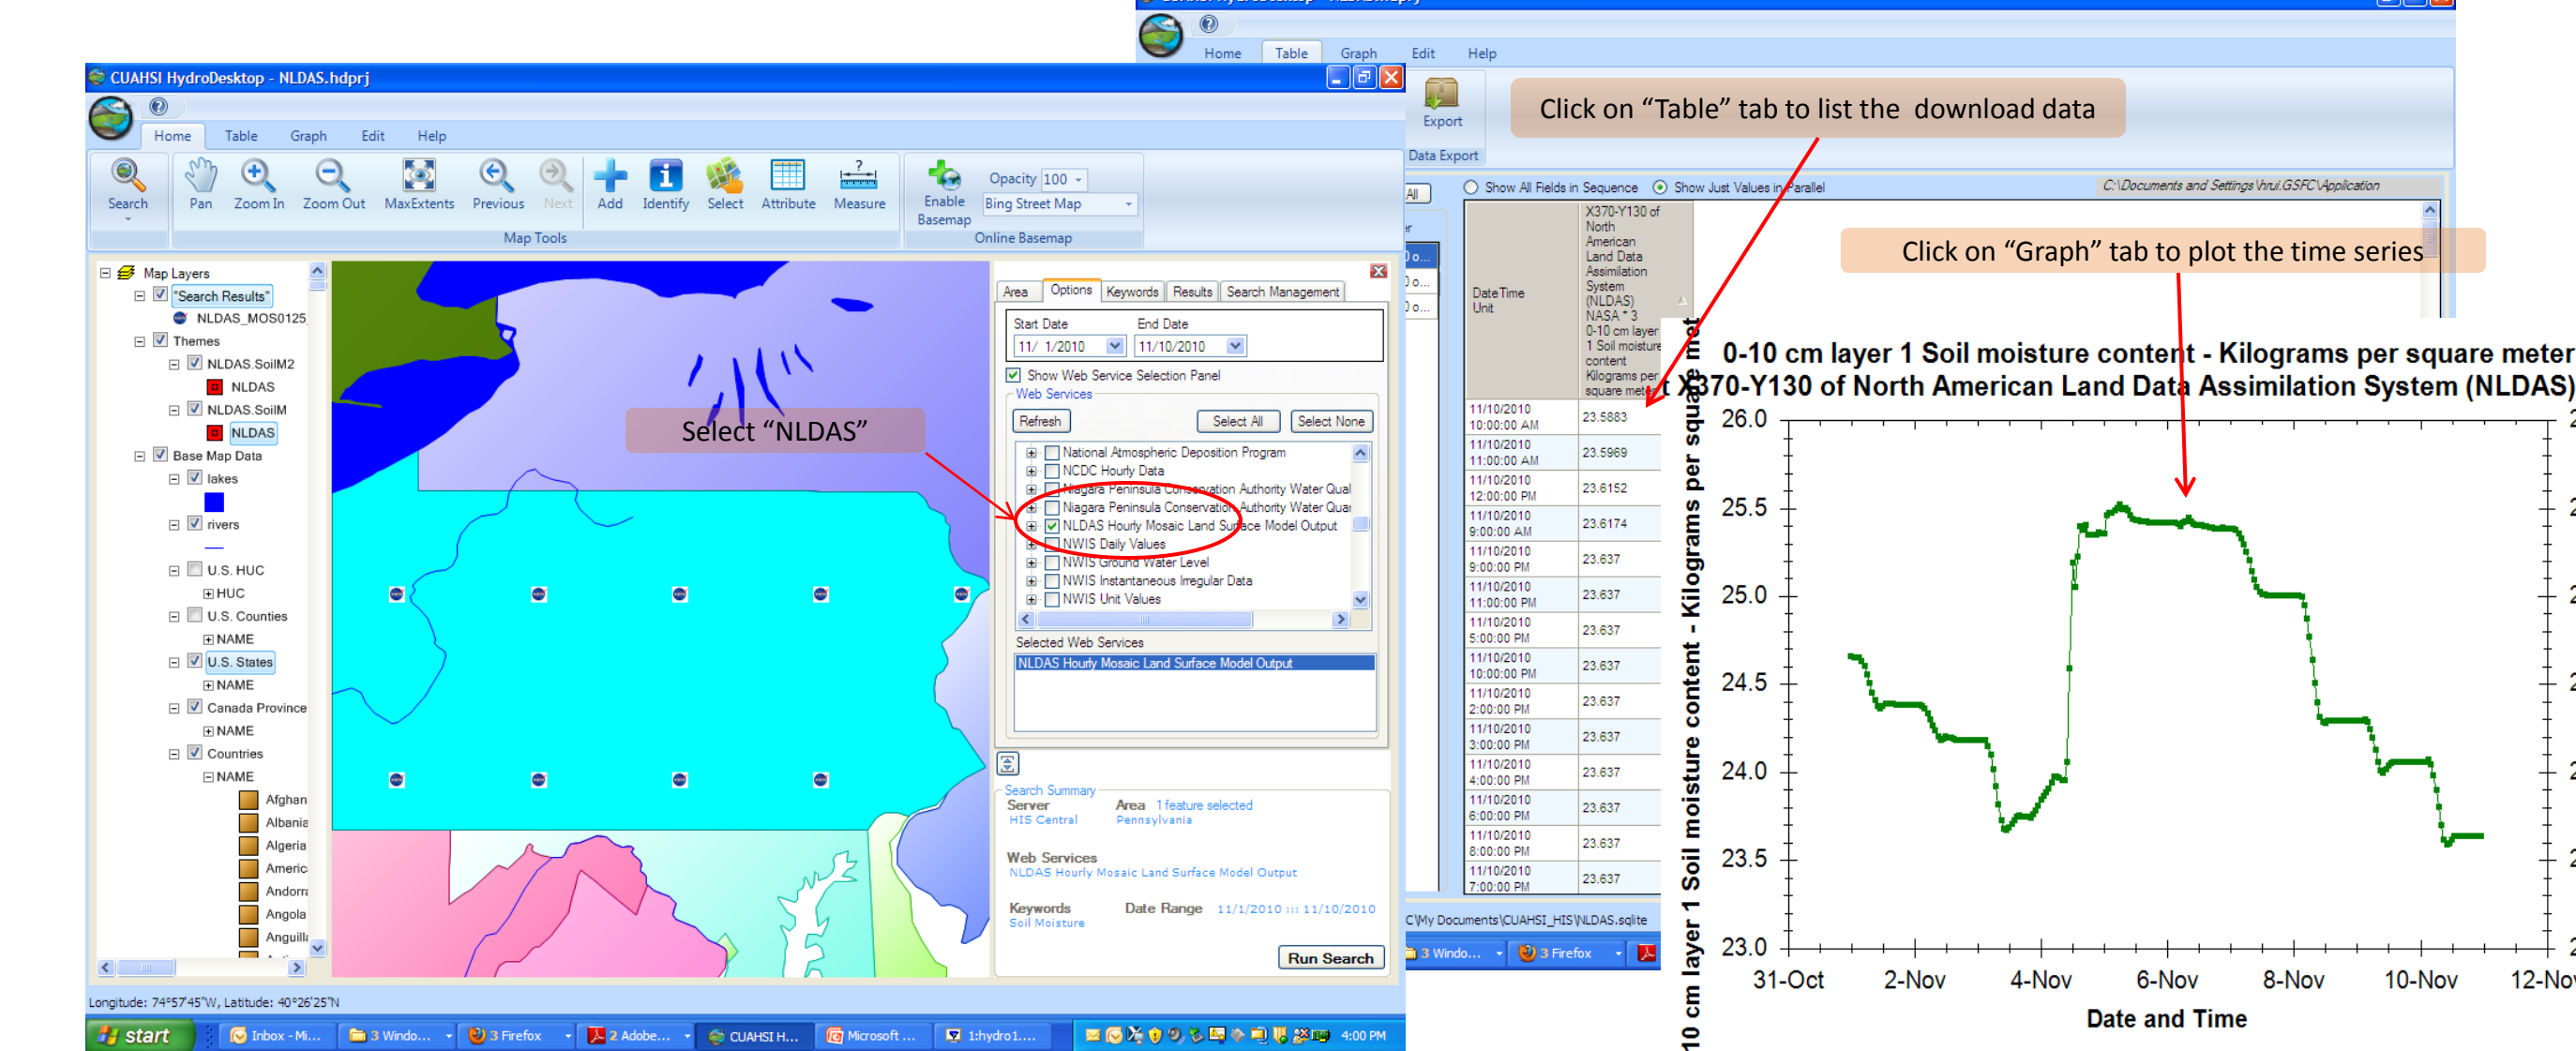 CUAHSI HydroDesktop - NLDAS.hdprj
Home Table Graph Edit Help
Search
Pan Zoom In Zoom Out MaxExtents Previous Next Add Identify Select Attribute Measure
Map Tools
Enable Basemap
Opacity 100
Bing Street Map
Online Basemap
Map Layers
"Search Results"
NLDAS_MOS0125
Themes
NLDAS.SoilM2
NLDAS
NLDAS.SoilM
NLDAS
Base Map Data
lakes
rivers
U.S. HUC
HUC
U.S. Counties
NAME
U.S. States
NAME
Canada Province
NAME
Countries
NAME
Afghan
Albania
Algeria
Americ
Andorra
Angola
Anguill
Select “NLDAS”
Area Options Keywords Results Search Management
Start Date End Date
11/ 1/2010 11/10/2010
Show Web Service Selection Panel
Web Services
Refresh Select All Select None
National Atmospheric Deposition Program
NCDC Hourly Data
Niagara Peninsula Conservation Authority Water Qual
Niagara Peninsula Conservation Authority Water Quar
NLDAS Hourly Mosaic Land Surface Model Output
NWIS Daily Values
NWIS Ground Water Level
NWIS Instantaneous Irregular Data
NWIS Unit Values
Selected Web Services
NLDAS Hourly Mosaic Land Surface Model Output
Search Summary
Server Area 1 feature selected
HIS Central Pennsylvania
Web Services
NLDAS Hourly Mosaic Land Surface Model Output
Keywords Date Range 11/1/2010 ::: 11/10/2010
Soil Moisture
Run Search
Longitude: 74°57'45"W, Latitude: 40°26'25"N
start Inbox - Mi... 3 Windo... 3 Firefox 2 Adobe... CUAHSI H... Microsoft ... 1:hydro1.... 4:00 PM
Home Table Graph Edit Help
Export
Data Export
Click on “Table” tab to list the download data
All
Show All Fields in Sequence Show Just Values in Parallel
C:\Documents and Settings\hrui.GSFC\Application
DateTime
Unit
X370-Y130 of
North
American
Land Data
Assimilation
System
(NLDAS)
NASA * 3
0-10 cm layer
1 Soil moisture
content
Kilograms per
square meter
11/10/2010 10:00:00 AM 23.5883
11/10/2010 11:00:00 AM 23.5969
11/10/2010 12:00:00 PM 23.6152
11/10/2010 9:00:00 AM 23.6174
11/10/2010 9:00:00 PM 23.637
11/10/2010 11:00:00 PM 23.637
11/10/2010 5:00:00 PM 23.637
11/10/2010 10:00:00 PM 23.637
11/10/2010 2:00:00 PM 23.637
11/10/2010 3:00:00 PM 23.637
11/10/2010 4:00:00 PM 23.637
11/10/2010 6:00:00 PM 23.637
11/10/2010 8:00:00 PM 23.637
11/10/2010 7:00:00 PM 23.637
C\My Documents\CUAHSI_HIS\NLDAS.sqlite
3 Windo... 3 Firefox
Click on “Graph” tab to plot the time series
0-10 cm layer 1 Soil moisture content - Kilograms per square meter
t X370-Y130 of North American Land Data Assimilation System (NLDAS)
10 cm layer 1 Soil moisture content - Kilograms per square met
26.0
25.5
25.0
24.5
24.0
23.5
23.0
31-Oct 2-Nov 4-Nov 6-Nov 8-Nov 10-Nov 12-Nov
Date and Time